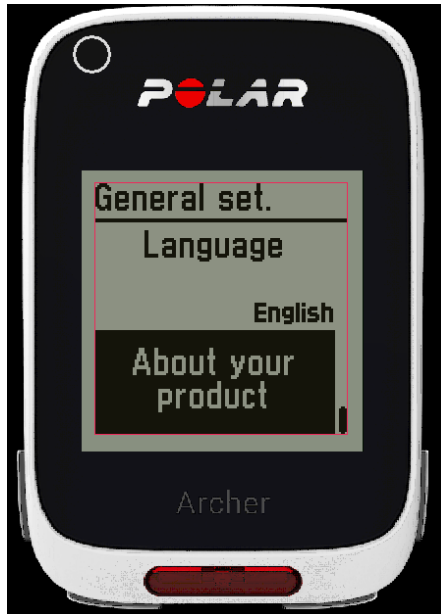 POLAR
General set.
Language
English
About your
product
Archer